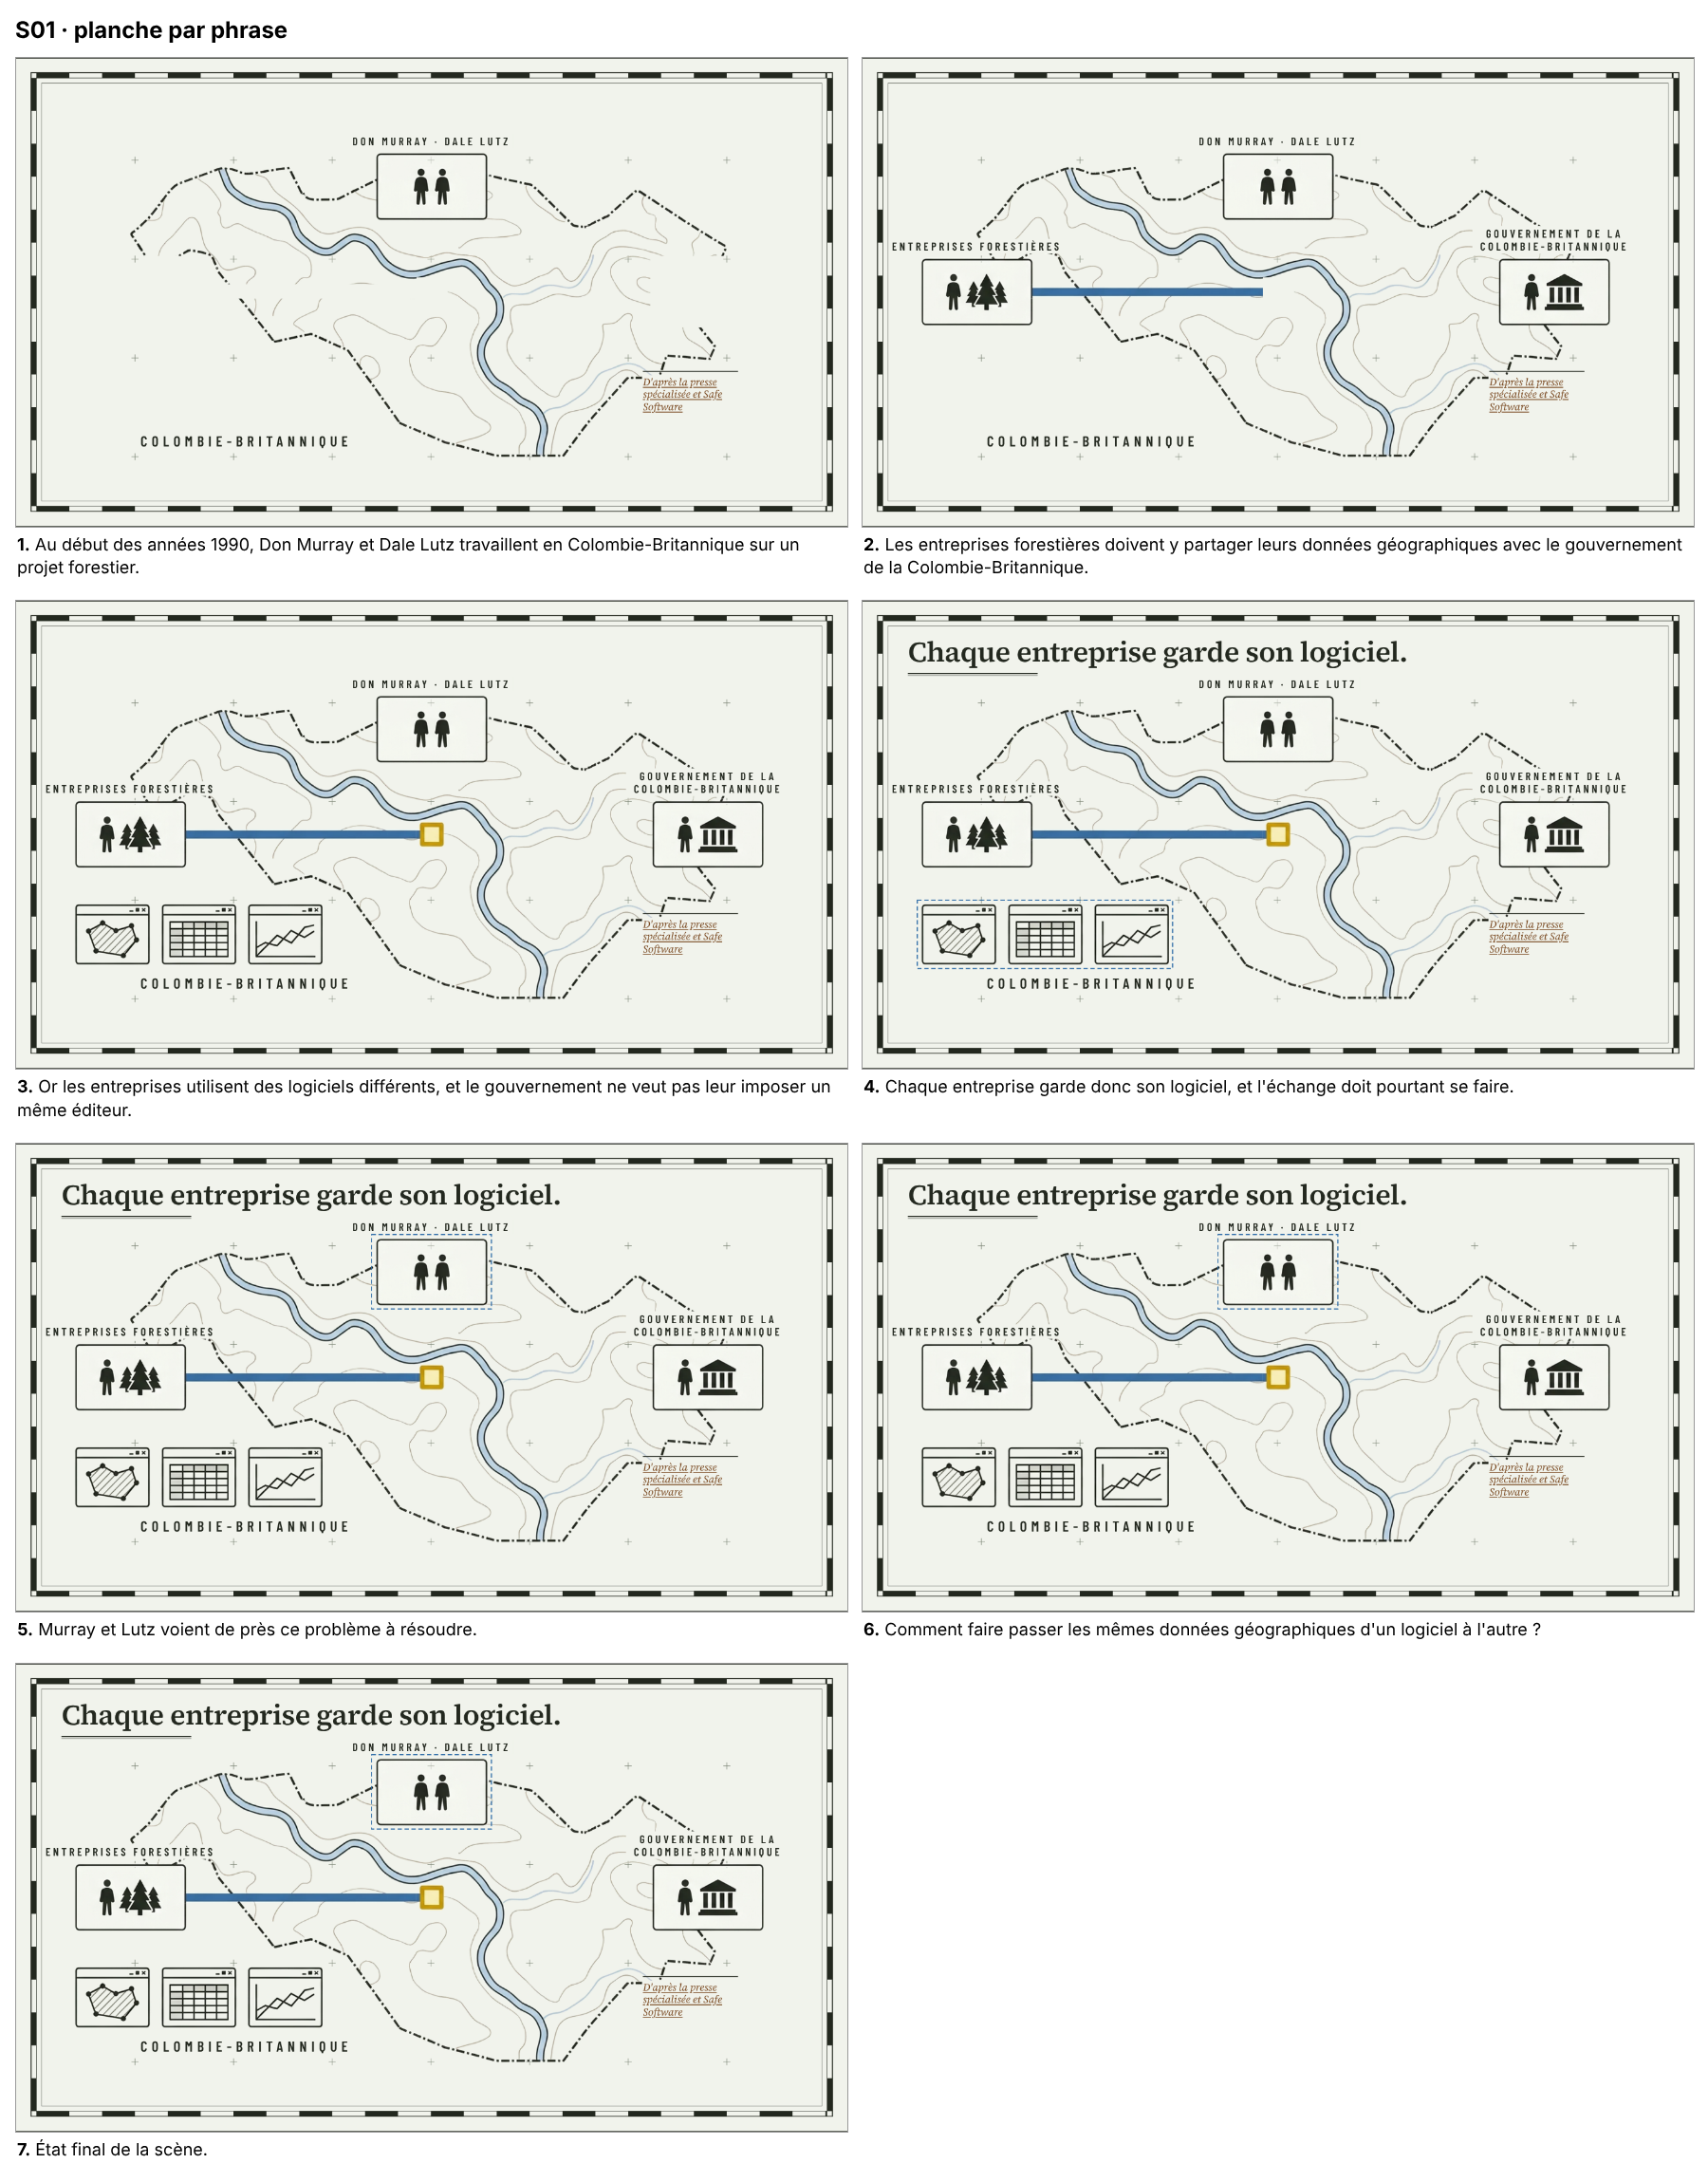 S01 · planche par phrase
DON MURRAY · DALE LUTZ
D'après la presse
spécialisée et Safe
Software
COLOMBIE-BRITANNIQUE
1. Au début des années 1990, Don Murray et Dale Lutz travaillent en Colombie-Britannique sur un
projet forestier.
DON MURRAY · DALE LUTZ
GOUVERNEMENT DE LA
COLOMBIE-BRITANNIQUE
ENTREPRISES FORESTIÈRES
D'après la presse
spécialisée et Safe
Software
COLOMBIE-BRITANNIQUE
2. Les entreprises forestières doivent y partager leurs données géographiques avec le gouvernement
de la Colombie-Britannique.
DON MURRAY · DALE LUTZ
GOUVERNEMENT DE LA
COLOMBIE-BRITANNIQUE
ENTREPRISES FORESTIÈRES
D'après la presse
spécialisée et Safe
Software
COLOMBIE-BRITANNIQUE
3. Or les entreprises utilisent des logiciels différents, et le gouvernement ne veut pas leur imposer un
même éditeur.
Chaque entreprise garde son logiciel.
DON MURRAY · DALE LUTZ
GOUVERNEMENT DE LA
COLOMBIE-BRITANNIQUE
ENTREPRISES FORESTIÈRES
D'après la presse
spécialisée et Safe
Software
COLOMBIE-BRITANNIQUE
4. Chaque entreprise garde donc son logiciel, et l'échange doit pourtant se faire.
Chaque entreprise garde son logiciel.
DON MURRAY · DALE LUTZ
GOUVERNEMENT DE LA
COLOMBIE-BRITANNIQUE
ENTREPRISES FORESTIÈRES
D'après la presse
spécialisée et Safe
Software
COLOMBIE-BRITANNIQUE
5. Murray et Lutz voient de près ce problème à résoudre.
Chaque entreprise garde son logiciel.
DON MURRAY · DALE LUTZ
GOUVERNEMENT DE LA
COLOMBIE-BRITANNIQUE
ENTREPRISES FORESTIÈRES
D'après la presse
spécialisée et Safe
Software
COLOMBIE-BRITANNIQUE
6. Comment faire passer les mêmes données géographiques d'un logiciel à l'autre ?
Chaque entreprise garde son logiciel.
DON MURRAY · DALE LUTZ
GOUVERNEMENT DE LA
COLOMBIE-BRITANNIQUE
ENTREPRISES FORESTIÈRES
D'après la presse
spécialisée et Safe
Software
COLOMBIE-BRITANNIQUE
7. État final de la scène.